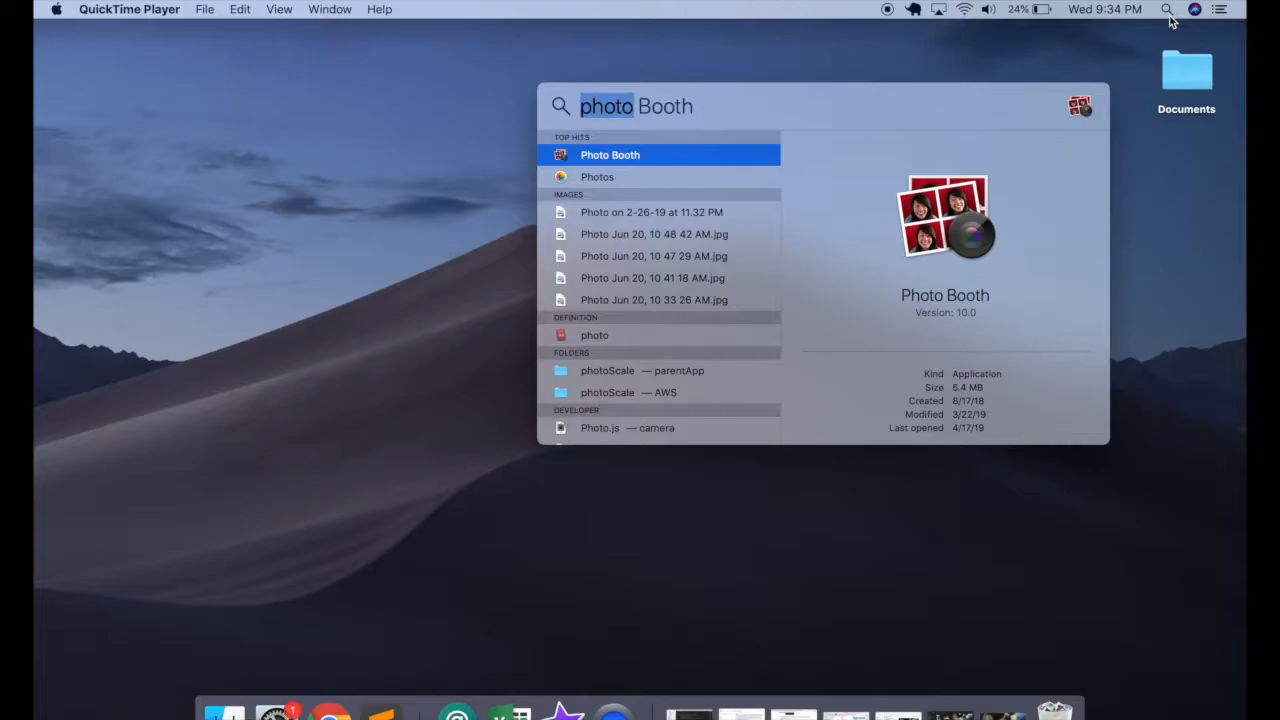 QuickTime Player File Edit View Window Help 24% Wed 9:34 PM
Documents
photo Booth
TOP HITS
Photo Booth
Photos
IMAGES
Photo on 2-26-19 at 11.32 PM
Photo Jun 20, 10 48 42 AM.jpg
Photo Jun 20, 10 47 29 AM.jpg
Photo Jun 20, 10 41 18 AM.jpg
Photo Jun 20, 10 33 26 AM.jpg
DEFINITION
photo
FOLDERS
photoScale — parentApp
photoScale — AWS
DEVELOPER
Photo.js — camera
Photo Booth
Version: 10.0
Kind Application
Size 5.4 MB
Created 8/17/18
Modified 3/22/19
Last opened 4/17/19
1